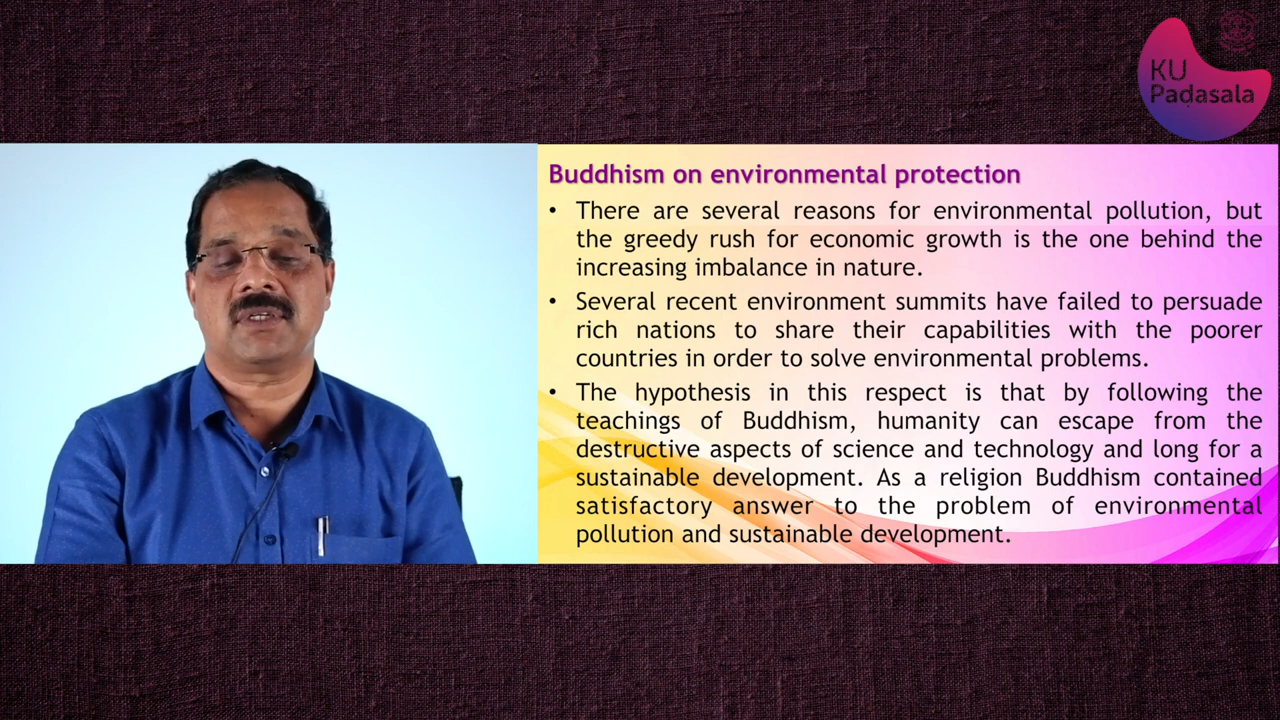 KU
Padasala
Buddhism on environmental protection
• There are several reasons for environmental pollution, but
the greedy rush for economic growth is the one behind the
increasing imbalance in nature.
• Several recent environment summits have failed to persuade
rich nations to share their capabilities with the poorer
countries in order to solve environmental problems.
• The hypothesis in this respect is that by following the
teachings of Buddhism, humanity can escape from the
destructive aspects of science and technology and long for a
sustainable development. As a religion Buddhism contained
satisfactory answer to the problem of environmental
pollution and sustainable development.